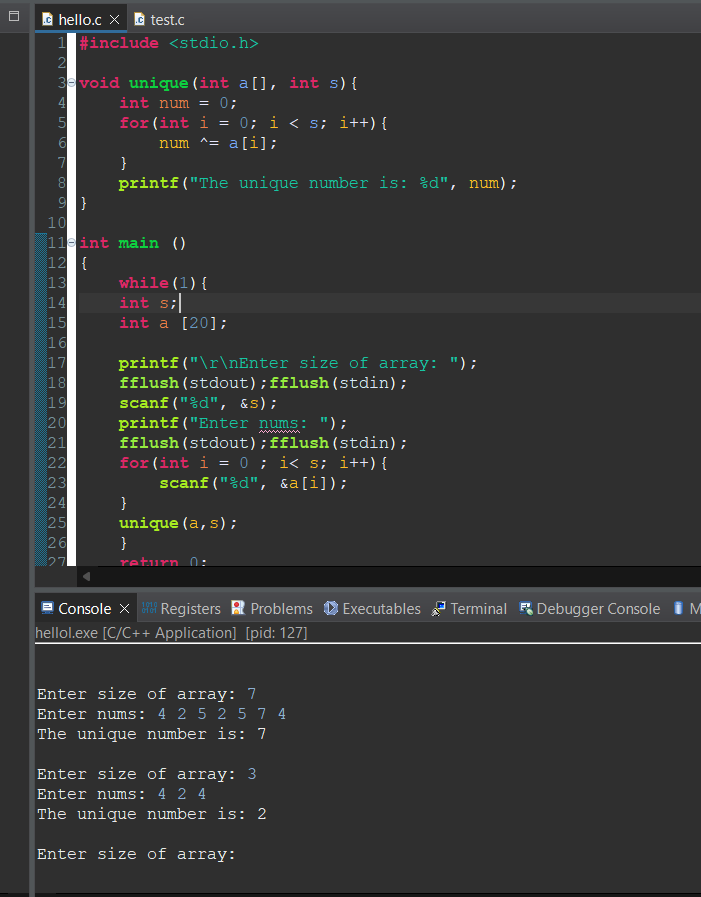 hello.c test.c
1 #include <stdio.h>
2
3 void unique(int a[], int s){
4     int num = 0;
5     for(int i = 0; i < s; i++){
6         num ^= a[i];
7     }
8     printf("The unique number is: %d", num);
9 }
10
11 int main ()
12 {
13     while(1){
14     int s;
15     int a [20];
16
17     printf("\r\nEnter size of array: ");
18     fflush(stdout);fflush(stdin);
19     scanf("%d", &s);
20     printf("Enter nums: ");
21     fflush(stdout);fflush(stdin);
22     for(int i = 0 ; i< s; i++){
23         scanf("%d", &a[i]);
24     }
25     unique(a,s);
26     }
27     return 0;
Console Registers Problems Executables Terminal Debugger Console M
hellol.exe [C/C++ Application] [pid: 127]
Enter size of array: 7
Enter nums: 4 2 5 2 5 7 4
The unique number is: 7
Enter size of array: 3
Enter nums: 4 2 4
The unique number is: 2
Enter size of array: